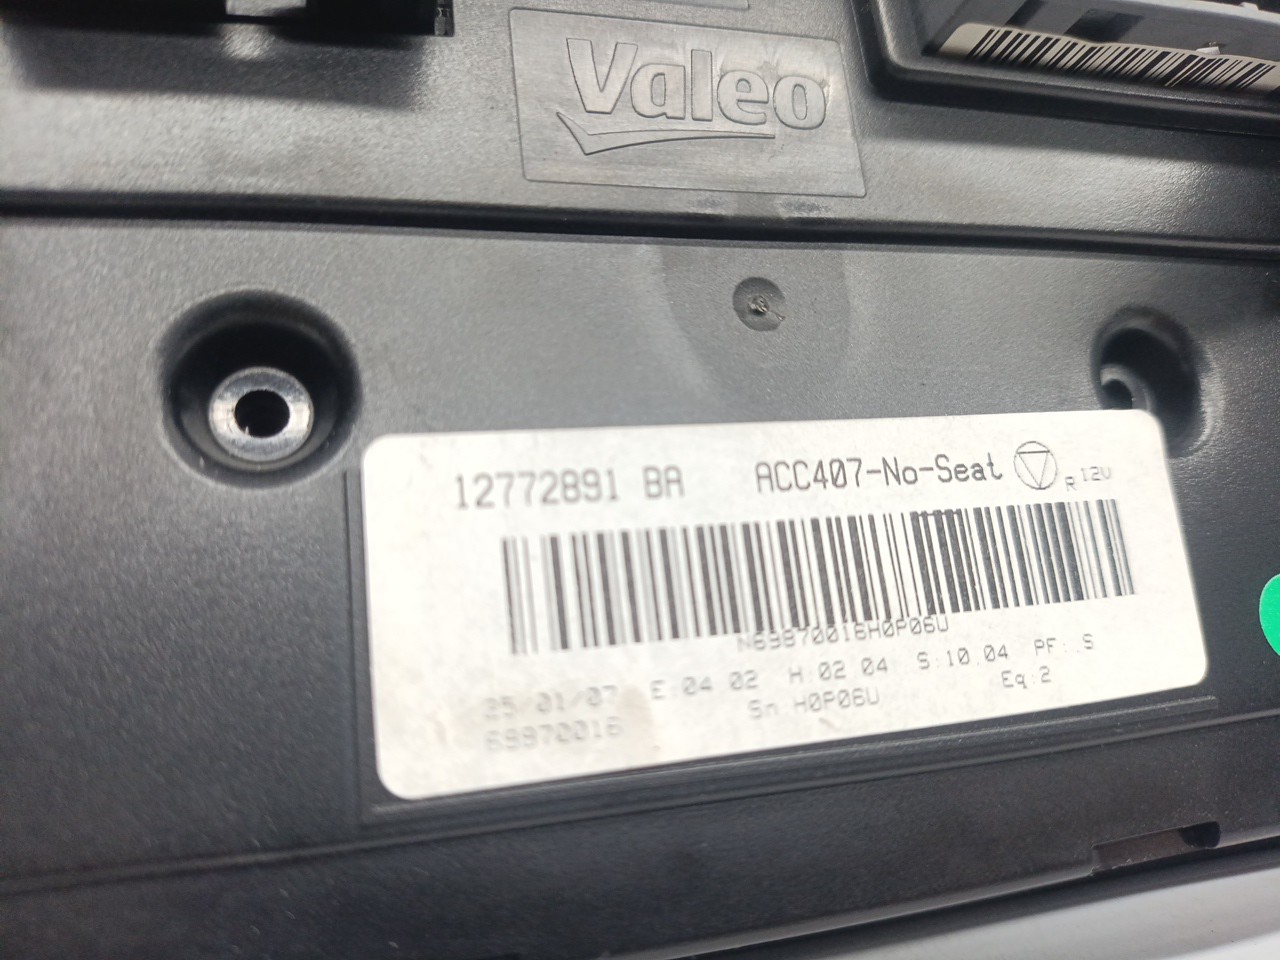 Valeo
12772891 BA ACC407-No-Seat R 12V
N69870016H0P06U
25/01/07 E:04 02 H:02 04 S:10.04 PF:.S
69870016 Sn H0P06U Eq:2